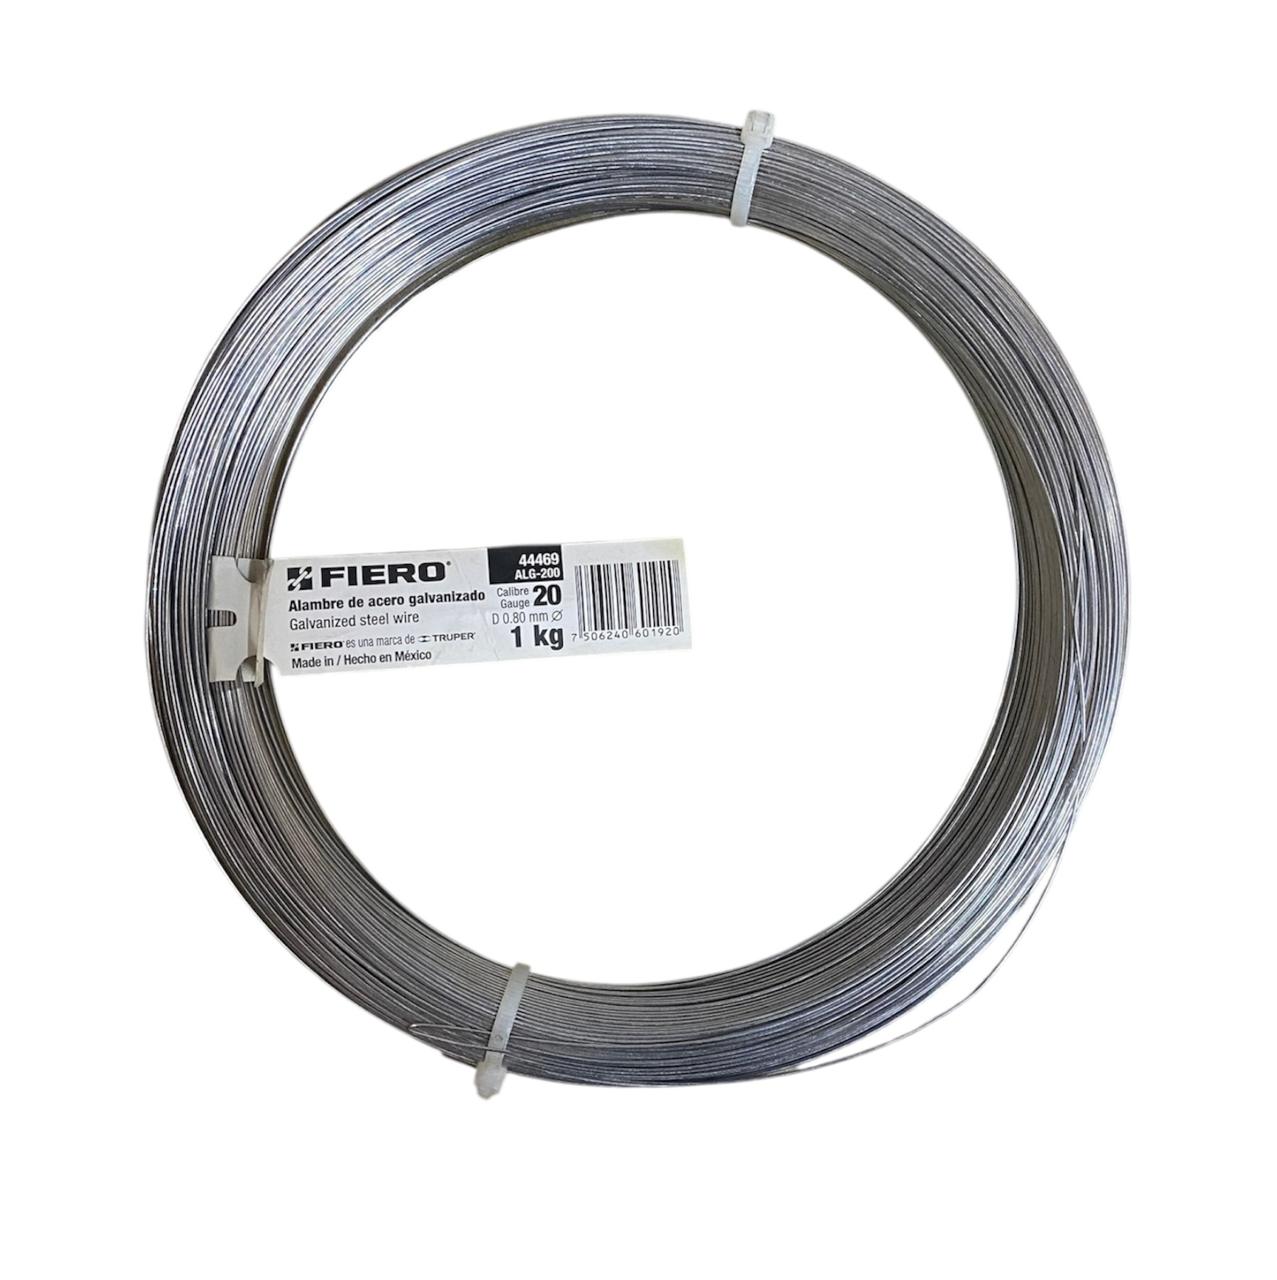 FIERO®
Alambre de acero galvanizado
Galvanized steel wire
FIERO® es una marca de TRUPER®
Made in / Hecho en México
44469
ALG-200
Calibre
Gauge 20
D 0.80 mm Ø
1 kg
7 506240 601920